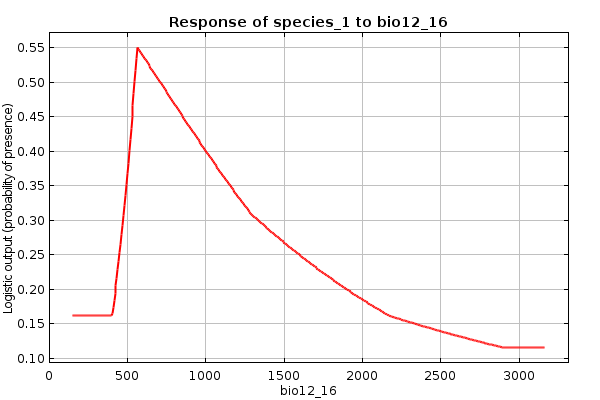 Response of species_1 to bio12_16
Logistic output (probability of presence)
0.55
0.50
0.45
0.40
0.35
0.30
0.25
0.20
0.15
0.10
0 500 1000 1500 2000 2500 3000
bio12_16